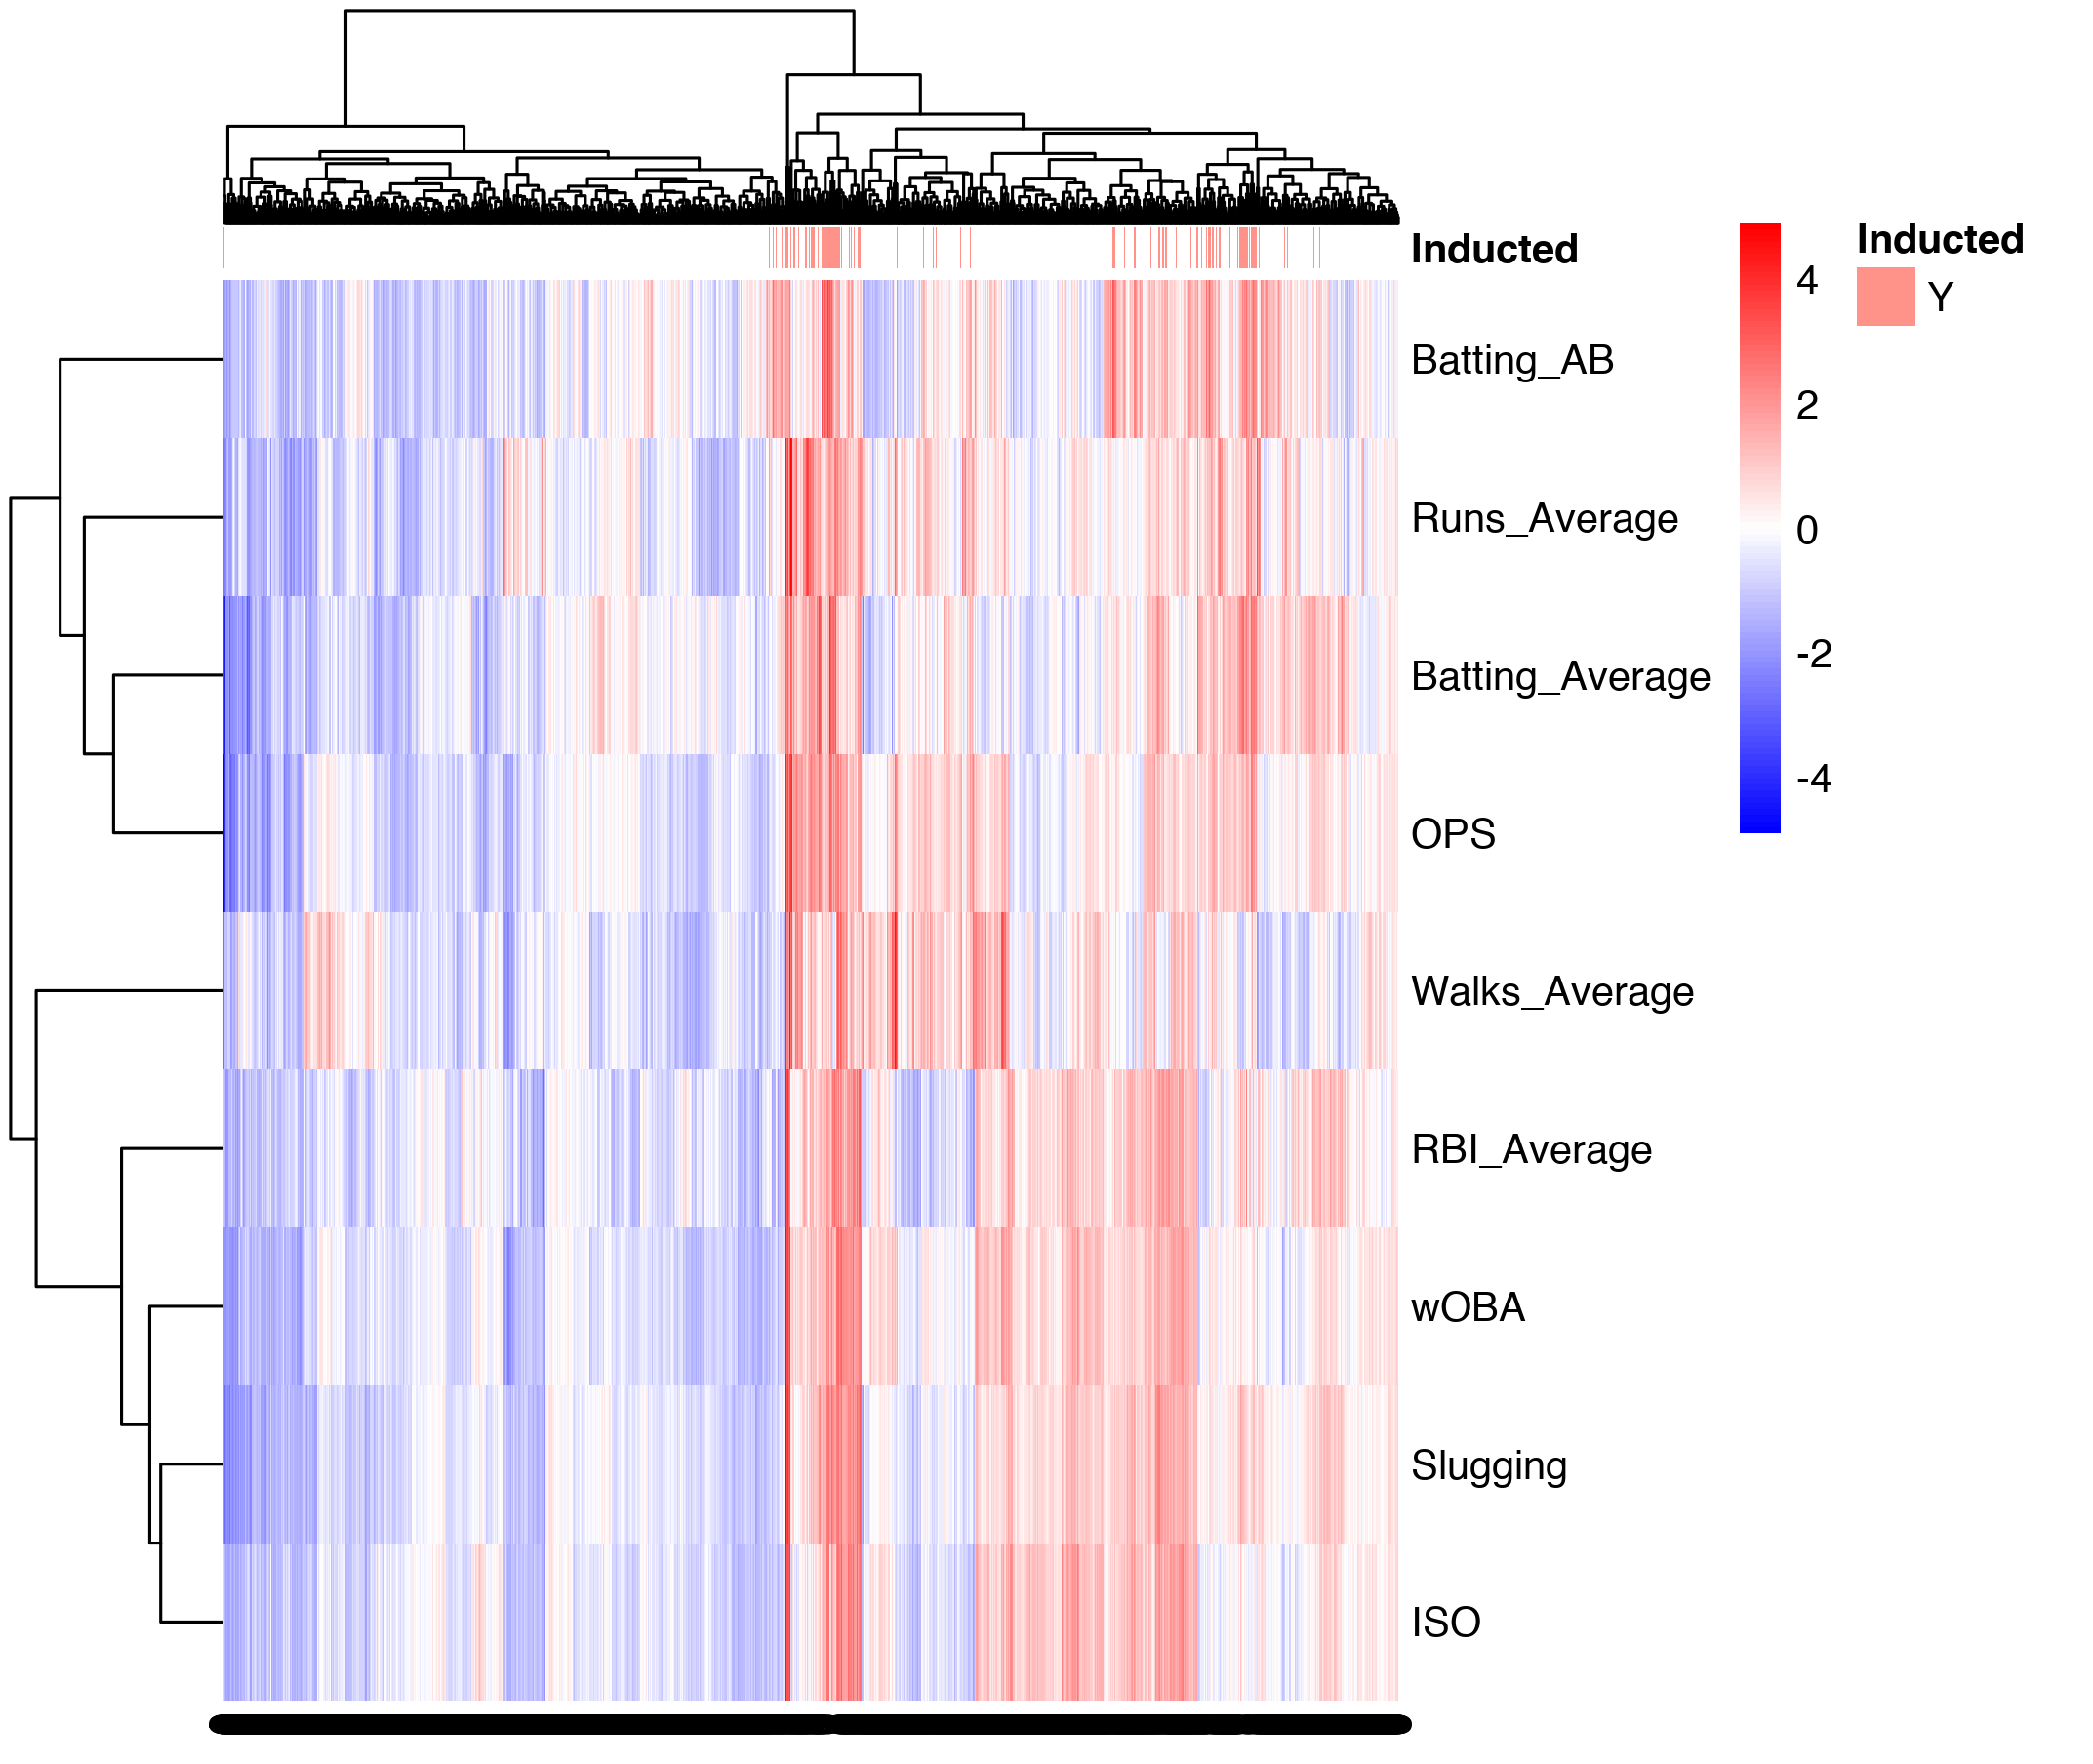 Inducted
Batting_AB
Runs_Average
Batting_Average
OPS
Walks_Average
RBI_Average
wOBA
Slugging
ISO
4
2
0
-2
-4
Inducted
Y